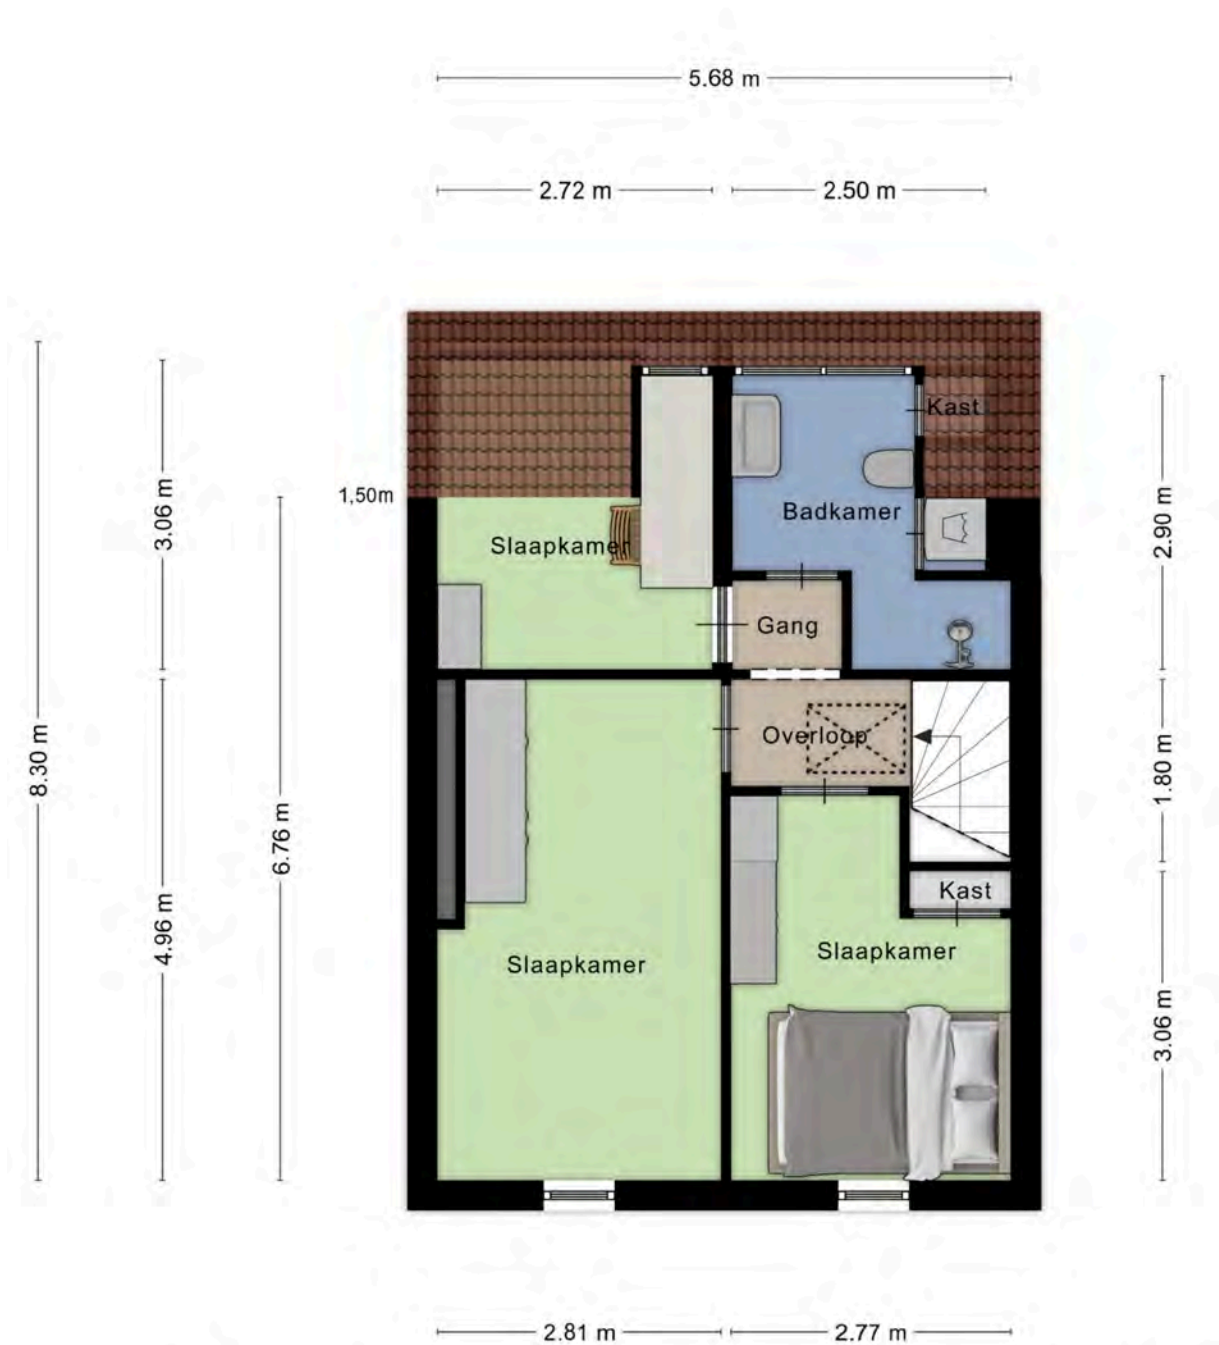 5.68 m
2.72 m
2.50 m
Kast
1,50m
3.06 m
2.90 m
Badkamer
Slaapkamer
Gang
8.30 m
Overloop
1.80 m
6.76 m
Kast
4.96 m
Slaapkamer
Slaapkamer
3.06 m
2.81 m
2.77 m